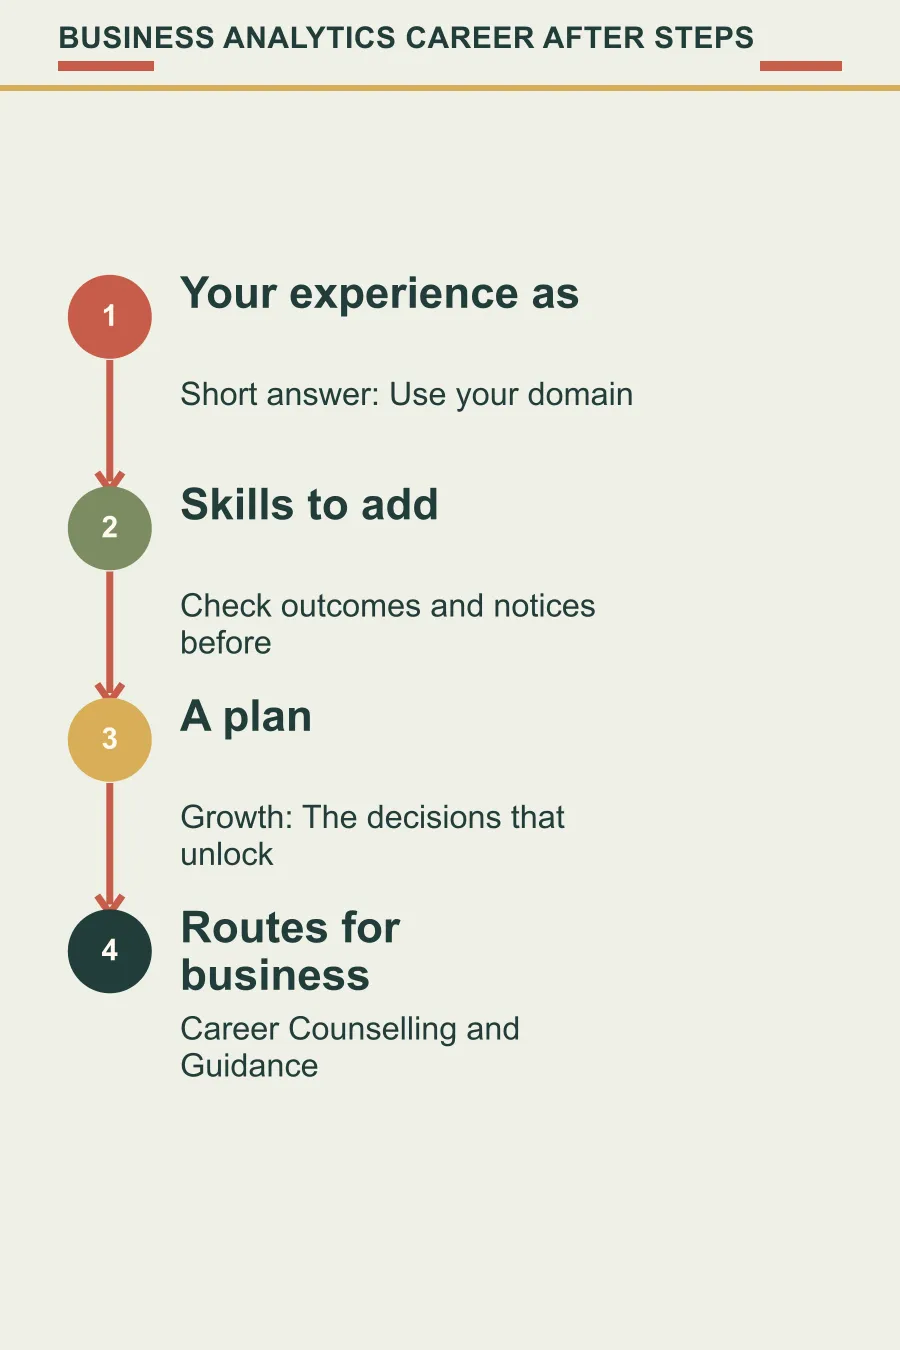 BUSINESS ANALYTICS CAREER AFTER STEPS
1
Your experience as
Short answer: Use your domain
2
Skills to add
Check outcomes and notices
before
3
A plan
Growth: The decisions that
unlock
4
Routes for
business
Career Counselling and
Guidance